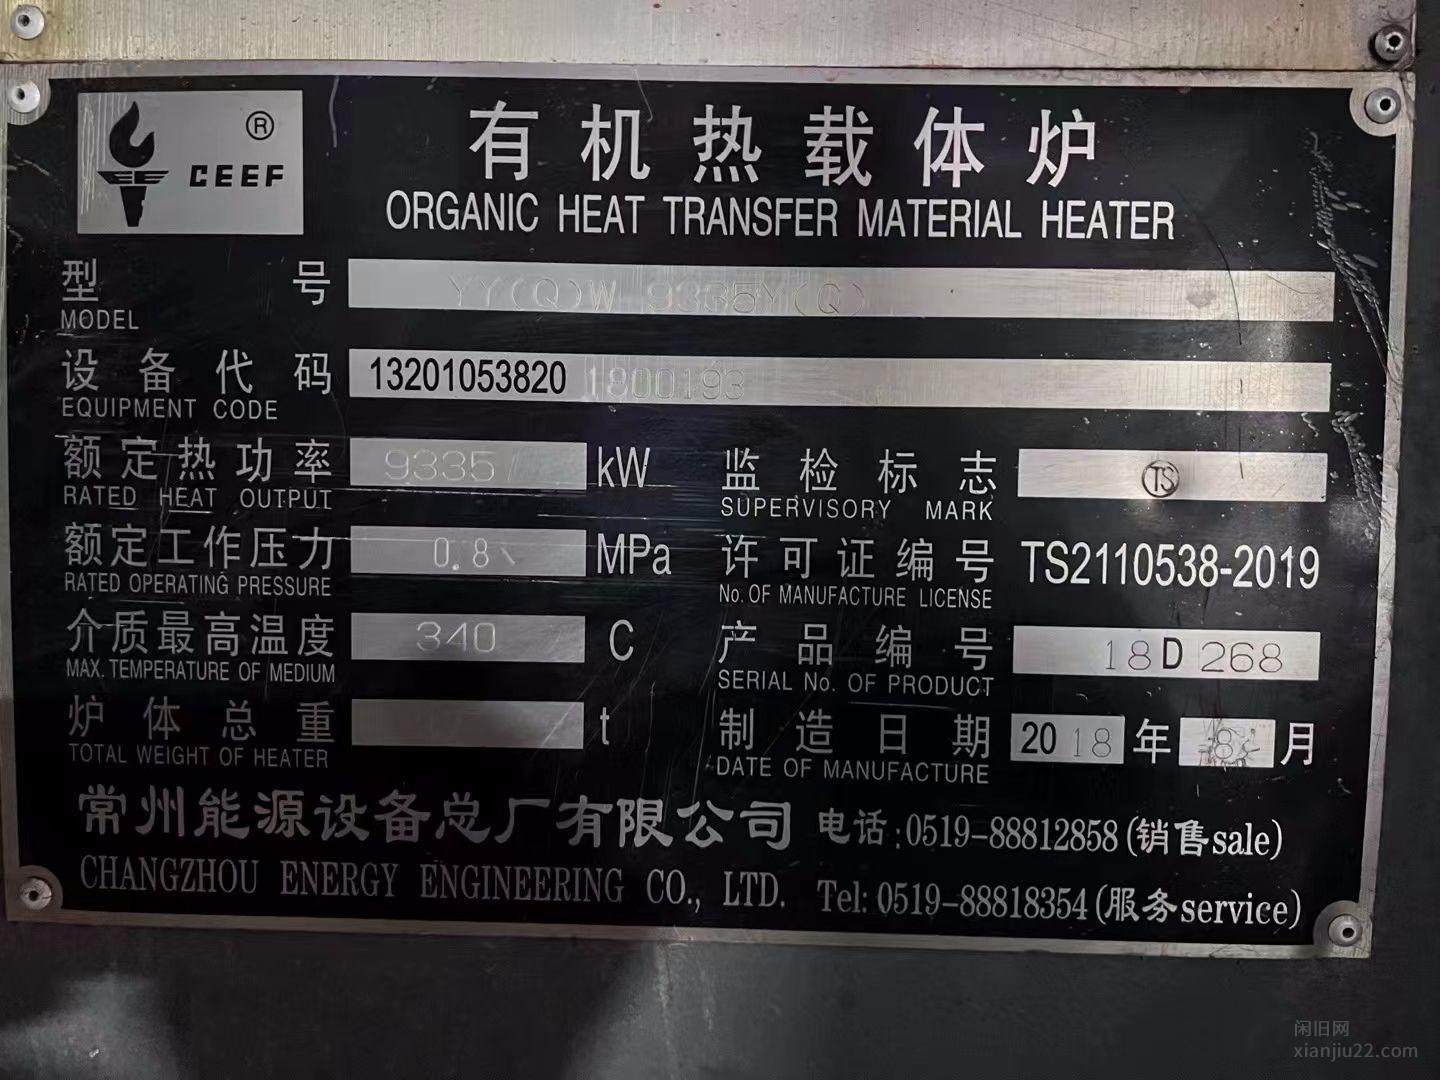 ® CEEF
有机热载体炉
ORGANIC HEAT TRANSFER MATERIAL HEATER
型号 YY(Q)W 9335Y(Q)
MODEL
设备代码 13201053820 1800193
EQUIPMENT CODE
额定热功率 9335 kW 监检标志 TS
RATED HEAT OUTPUT SUPERVISORY MARK
额定工作压力 0.8 MPa 许可证编号 TS2110538-2019
RATED OPERATING PRESSURE No. OF MANUFACTURE LICENSE
介质最高温度 340 C 产品编号 18D268
MAX. TEMPERATURE OF MEDIUM SERIAL No. OF PRODUCT
炉体总重 t 制造日期 2018年8月
TOTAL WEIGHT OF HEATER DATE OF MANUFACTURE
常州能源设备总厂有限公司 电话:0519-88812858(销售sale)
CHANGZHOU ENERGY ENGINEERING CO., LTD. Tel: 0519-88818354(服务service)
闲旧网
xianjiu22.com